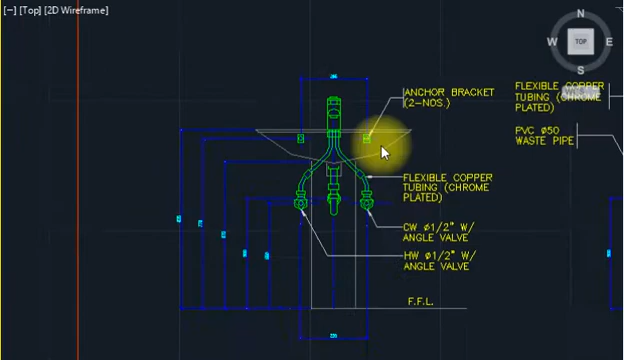 [−] [Top] [2D Wireframe]
N
W TOP E
S
ANCHOR BRACKET
(2-NOS.)
FLEXIBLE COPPER
TUBING (CHROME
PLATED)
PVC ø50
WASTE PIPE
FLEXIBLE COPPER
TUBING (CHROME
PLATED)
CW ø1/2" W/
ANGLE VALVE
HW ø1/2" W/
ANGLE VALVE
F.F.L.